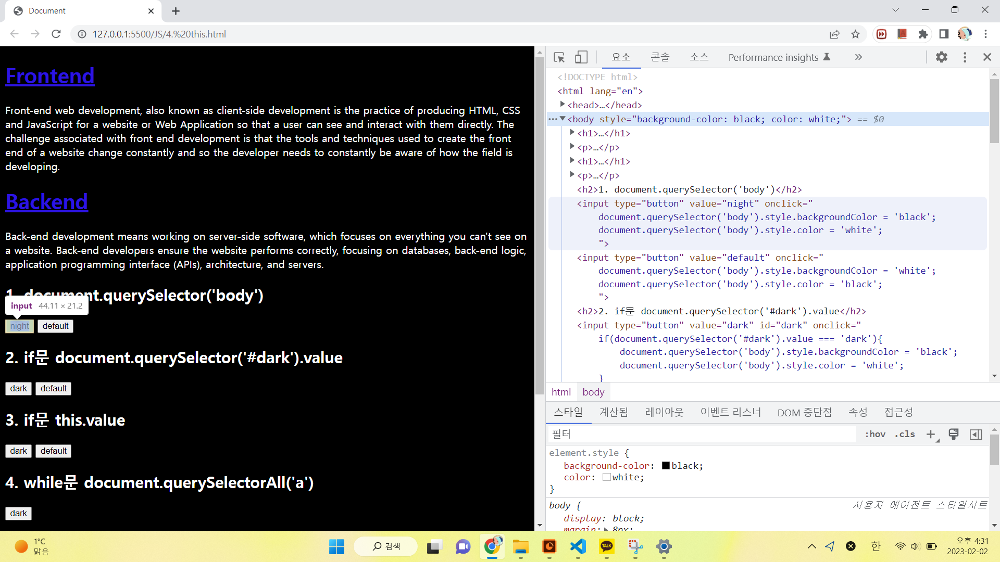 Document
127.0.0.1:5500/JS/4.%20this.html
Frontend
Front-end web development, also known as client-side development is the practice of producing HTML, CSS
and JavaScript for a website or Web Application so that a user can see and interact with them directly. The
challenge associated with front end development is that the tools and techniques used to create the front
end of a website change constantly and so the developer needs to constantly be aware of how the field is
developing.
Backend
Back-end development means working on server-side software, which focuses on everything you can't see on
a website. Back-end developers ensure the website performs correctly, focusing on databases, back-end logic,
application programming interface (APIs), architecture, and servers.
1. document.querySelector('body')
input 44.11 × 21.2
night default
2. if문 document.querySelector('#dark').value
dark default
3. if문 this.value
dark default
4. while문 document.querySelectorAll('a')
dark
요소 콘솔 소스 Performance insights
<!DOCTYPE html>
<html lang="en">
<head>…</head>
<body style="background-color: black; color: white;"> == $0
<h1>…</h1>
<p>…</p>
<h1>…</h1>
<p>…</p>
<h2>1. document.querySelector('body')</h2>
<input type="button" value="night" onclick="
document.querySelector('body').style.backgroundColor = 'black';
document.querySelector('body').style.color = 'white';
">
<input type="button" value="default" onclick="
document.querySelector('body').style.backgroundColor = 'white';
document.querySelector('body').style.color = 'black';
">
<h2>2. if문 document.querySelector('#dark').value</h2>
<input type="button" value="dark" id="dark" onclick="
if(document.querySelector('#dark').value === 'dark'){
document.querySelector('body').style.backgroundColor = 'black';
document.querySelector('body').style.color = 'white';
}
html body
스타일 계산됨 레이아웃 이벤트 리스너 DOM 중단점 속성 접근성
필터 :hov .cls
element.style {
background-color: black;
color: white;
}
body { 사용자 에이전트 스타일시트
display: block;
margin: 8px;
1°C
맑음
검색
TALK
한
오후 4:31
2023-02-02